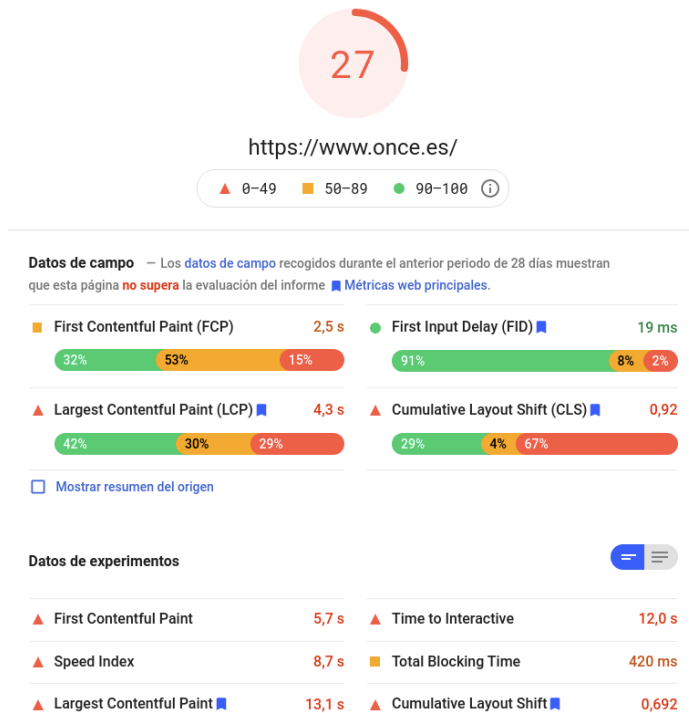 27
https://www.once.es/
0–49 50–89 90–100
Datos de campo — Los datos de campo recogidos durante el anterior periodo de 28 días muestran
que esta página no supera la evaluación del informe Métricas web principales.
First Contentful Paint (FCP) 2,5 s
32% 53% 15%
First Input Delay (FID) 19 ms
91% 8% 2%
Largest Contentful Paint (LCP) 4,3 s
42% 30% 29%
Cumulative Layout Shift (CLS) 0,92
29% 4% 67%
Mostrar resumen del origen
Datos de experimentos
First Contentful Paint 5,7 s
Time to Interactive 12,0 s
Speed Index 8,7 s
Total Blocking Time 420 ms
Largest Contentful Paint 13,1 s
Cumulative Layout Shift 0,692